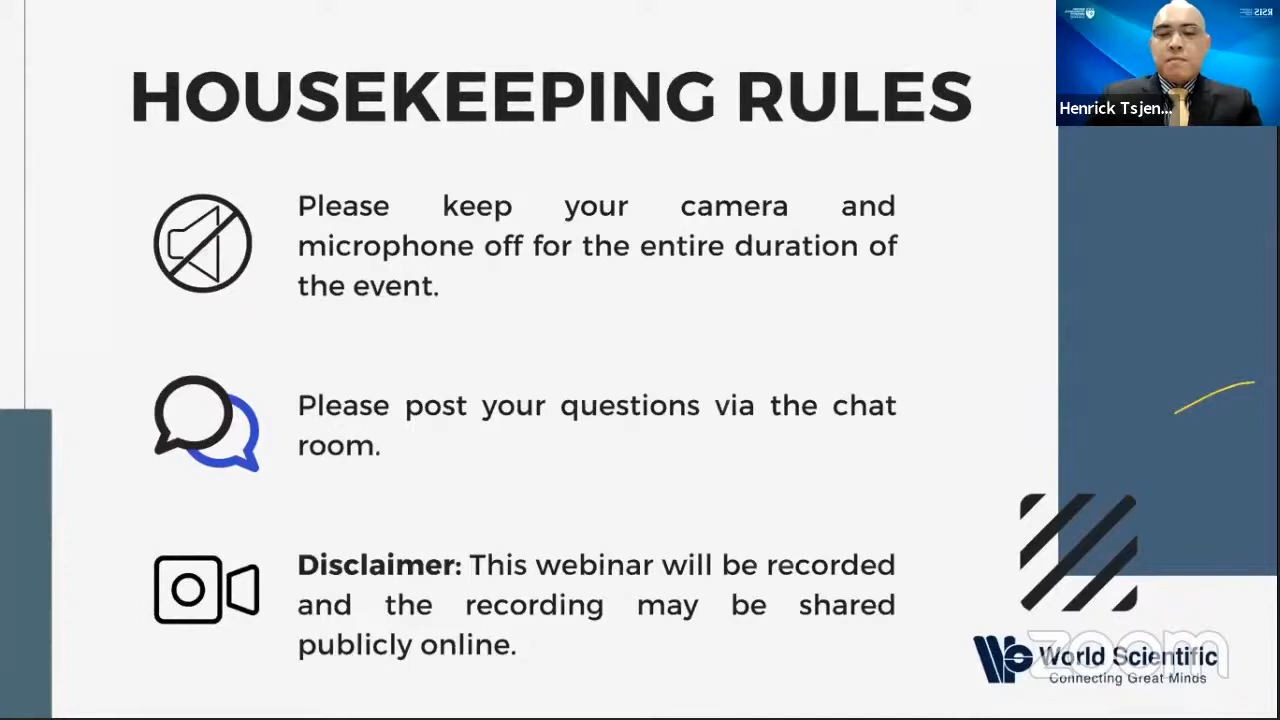 HOUSEKEEPING RULES
Please keep your camera and
microphone off for the entire duration of
the event.
Please post your questions via the chat
room.
Disclaimer: This webinar will be recorded
and the recording may be shared
publicly online.
Henrick Tsjen...
RSIS
zoom
World Scientific
Connecting Great Minds